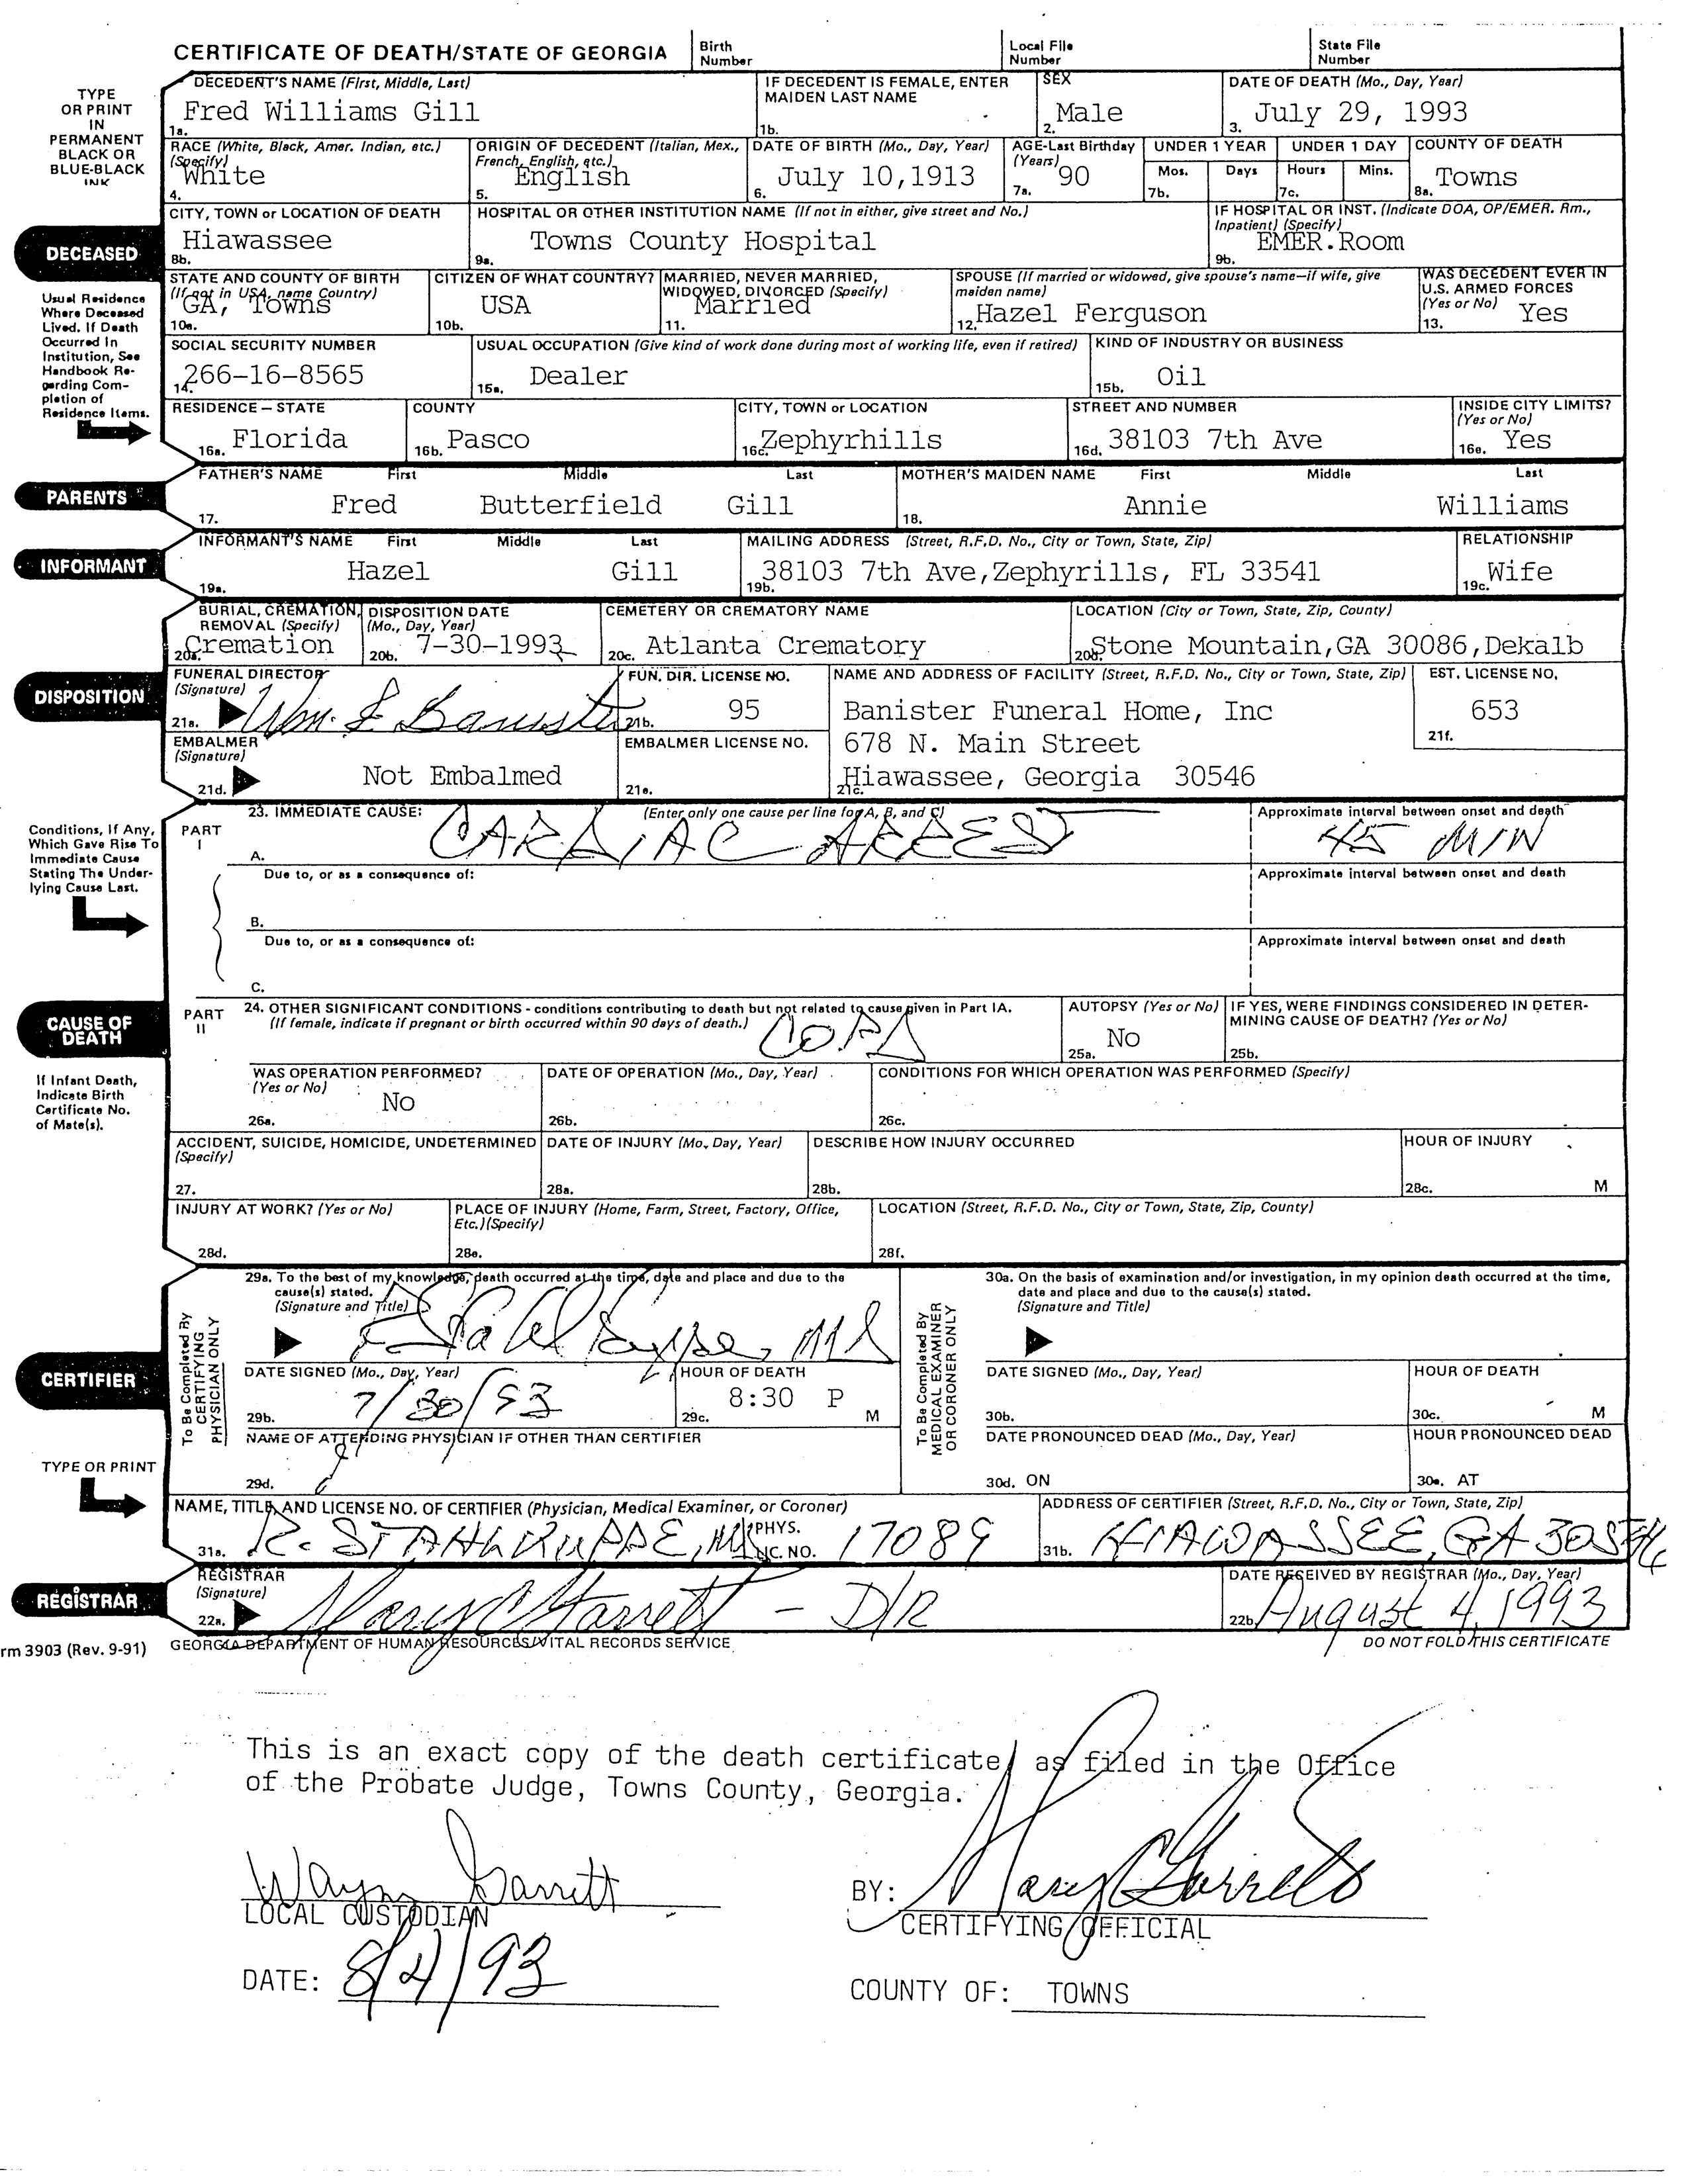 CERTIFICATE OF DEATH/STATE OF GEORGIA
Birth Number
Local File Number
State File Number
TYPE OR PRINT IN PERMANENT BLACK OR BLUE-BLACK INK
DECEDENT'S NAME (First, Middle, Last)
1a. Fred Williams Gill
IF DECEDENT IS FEMALE, ENTER MAIDEN LAST NAME
1b.
SEX
2. Male
DATE OF DEATH (Mo., Day, Year)
3. July 29, 1993
RACE (White, Black, Amer. Indian, etc.) (Specify)
4. White
ORIGIN OF DECEDENT (Italian, Mex., French, English, etc.)
5. English
DATE OF BIRTH (Mo., Day, Year)
6. July 10,1913
AGE-Last Birthday (Years)
7a. 90
UNDER 1 YEAR
Mos. Days
7b.
UNDER 1 DAY
Hours Mins.
7c.
COUNTY OF DEATH
8a. Towns
DECEASED
CITY, TOWN or LOCATION OF DEATH
8b. Hiawassee
HOSPITAL OR OTHER INSTITUTION NAME (If not in either, give street and No.)
9a. Towns County Hospital
IF HOSPITAL OR INST. (Indicate DOA, OP/EMER. Rm., Inpatient) (Specify)
9b. EMER.Room
Usual Residence Where Deceased Lived. If Death Occurred In Institution, See Handbook Regarding Completion of Residence Items.
STATE AND COUNTY OF BIRTH (If not in USA, name Country)
10a. GA, Towns
CITIZEN OF WHAT COUNTRY?
10b. USA
MARRIED, NEVER MARRIED, WIDOWED, DIVORCED (Specify)
11. Married
SPOUSE (If married or widowed, give spouse's name—if wife, give maiden name)
12. Hazel Ferguson
WAS DECEDENT EVER IN U.S. ARMED FORCES (Yes or No)
13. Yes
SOCIAL SECURITY NUMBER
14. 266-16-8565
USUAL OCCUPATION (Give kind of work done during most of working life, even if retired)
15a. Dealer
KIND OF INDUSTRY OR BUSINESS
15b. Oil
RESIDENCE — STATE
16a. Florida
COUNTY
16b. Pasco
CITY, TOWN or LOCATION
16c. Zephyrhills
STREET AND NUMBER
16d. 38103 7th Ave
INSIDE CITY LIMITS? (Yes or No)
16e. Yes
PARENTS
FATHER'S NAME First Middle Last
17. Fred Butterfield Gill
MOTHER'S MAIDEN NAME First Middle Last
18. Annie Williams
INFORMANT
INFORMANT'S NAME First Middle Last
19a. Hazel Gill
MAILING ADDRESS (Street, R.F.D. No., City or Town, State, Zip)
19b. 38103 7th Ave,Zephyrills, FL 33541
RELATIONSHIP
19c. Wife
DISPOSITION
BURIAL, CREMATION, REMOVAL (Specify)
20a. Cremation
DISPOSITION DATE (Mo., Day, Year)
20b. 7-30-1993
CEMETERY OR CREMATORY NAME
20c. Atlanta Crematory
LOCATION (City or Town, State, Zip, County)
20d. Stone Mountain,GA 30086,Dekalb
FUNERAL DIRECTOR (Signature)
21a. Wm. L Banister
FUN. DIR. LICENSE NO.
21b. 95
NAME AND ADDRESS OF FACILITY (Street, R.F.D. No., City or Town, State, Zip)
Banister Funeral Home, Inc
678 N. Main Street
21c. Hiawassee, Georgia 30546
EST. LICENSE NO.
653
21f.
EMBALMER (Signature)
21d. Not Embalmed
EMBALMER LICENSE NO.
21e.
Conditions, If Any, Which Gave Rise To Immediate Cause Stating The Underlying Cause Last.
PART I
23. IMMEDIATE CAUSE: (Enter only one cause per line for A, B, and C)
A. CARDIAC ARREST
Approximate interval between onset and death
45 MIN
Due to, or as a consequence of:
Approximate interval between onset and death
B.
Due to, or as a consequence of:
Approximate interval between onset and death
C.
CAUSE OF DEATH
PART II
24. OTHER SIGNIFICANT CONDITIONS - conditions contributing to death but not related to cause given in Part IA.
(If female, indicate if pregnant or birth occurred within 90 days of death.)
COPD
AUTOPSY (Yes or No)
25a. No
IF YES, WERE FINDINGS CONSIDERED IN DETERMINING CAUSE OF DEATH? (Yes or No)
25b.
If Infant Death, Indicate Birth Certificate No. of Mate(s).
WAS OPERATION PERFORMED? (Yes or No)
26a. No
DATE OF OPERATION (Mo., Day, Year)
26b.
CONDITIONS FOR WHICH OPERATION WAS PERFORMED (Specify)
26c.
ACCIDENT, SUICIDE, HOMICIDE, UNDETERMINED (Specify)
27.
DATE OF INJURY (Mo., Day, Year)
28a.
DESCRIBE HOW INJURY OCCURRED
28b.
HOUR OF INJURY
28c. M
INJURY AT WORK? (Yes or No)
28d.
PLACE OF INJURY (Home, Farm, Street, Factory, Office, Etc.) (Specify)
28e.
LOCATION (Street, R.F.D. No., City or Town, State, Zip, County)
28f.
CERTIFIER
To Be Completed By CERTIFYING PHYSICIAN ONLY
29a. To the best of my knowledge, death occurred at the time, date and place and due to the cause(s) stated.
(Signature and Title)
MD
DATE SIGNED (Mo., Day, Year)
29b. 7/30/93
HOUR OF DEATH
29c. 8:30 P M
NAME OF ATTENDING PHYSICIAN IF OTHER THAN CERTIFIER
29d.
To Be Completed By MEDICAL EXAMINER OR CORONER ONLY
30a. On the basis of examination and/or investigation, in my opinion death occurred at the time, date and place and due to the cause(s) stated.
(Signature and Title)
DATE SIGNED (Mo., Day, Year)
30b.
HOUR OF DEATH
30c. M
DATE PRONOUNCED DEAD (Mo., Day, Year)
30d. ON
HOUR PRONOUNCED DEAD
30e. AT
TYPE OR PRINT
NAME, TITLE AND LICENSE NO. OF CERTIFIER (Physician, Medical Examiner, or Coroner)
31a. R. STAHLKUPPE, MD PHYS. LIC. NO. 17089
ADDRESS OF CERTIFIER (Street, R.F.D. No., City or Town, State, Zip)
31b. HIAWASSEE, GA 30546
REGISTRAR
REGISTRAR (Signature)
22a. Mary C Garrett - D/R
DATE RECEIVED BY REGISTRAR (Mo., Day, Year)
22b. August 4, 1993
rm 3903 (Rev. 9-91)
GEORGIA DEPARTMENT OF HUMAN RESOURCES/VITAL RECORDS SERVICE
DO NOT FOLD THIS CERTIFICATE
This is an exact copy of the death certificate as filed in the Office
of the Probate Judge, Towns County, Georgia.
Wayne Garrett
LOCAL CUSTODIAN
BY: Mary C Garrett
CERTIFYING OFFICIAL
DATE: 8/4/93
COUNTY OF: TOWNS